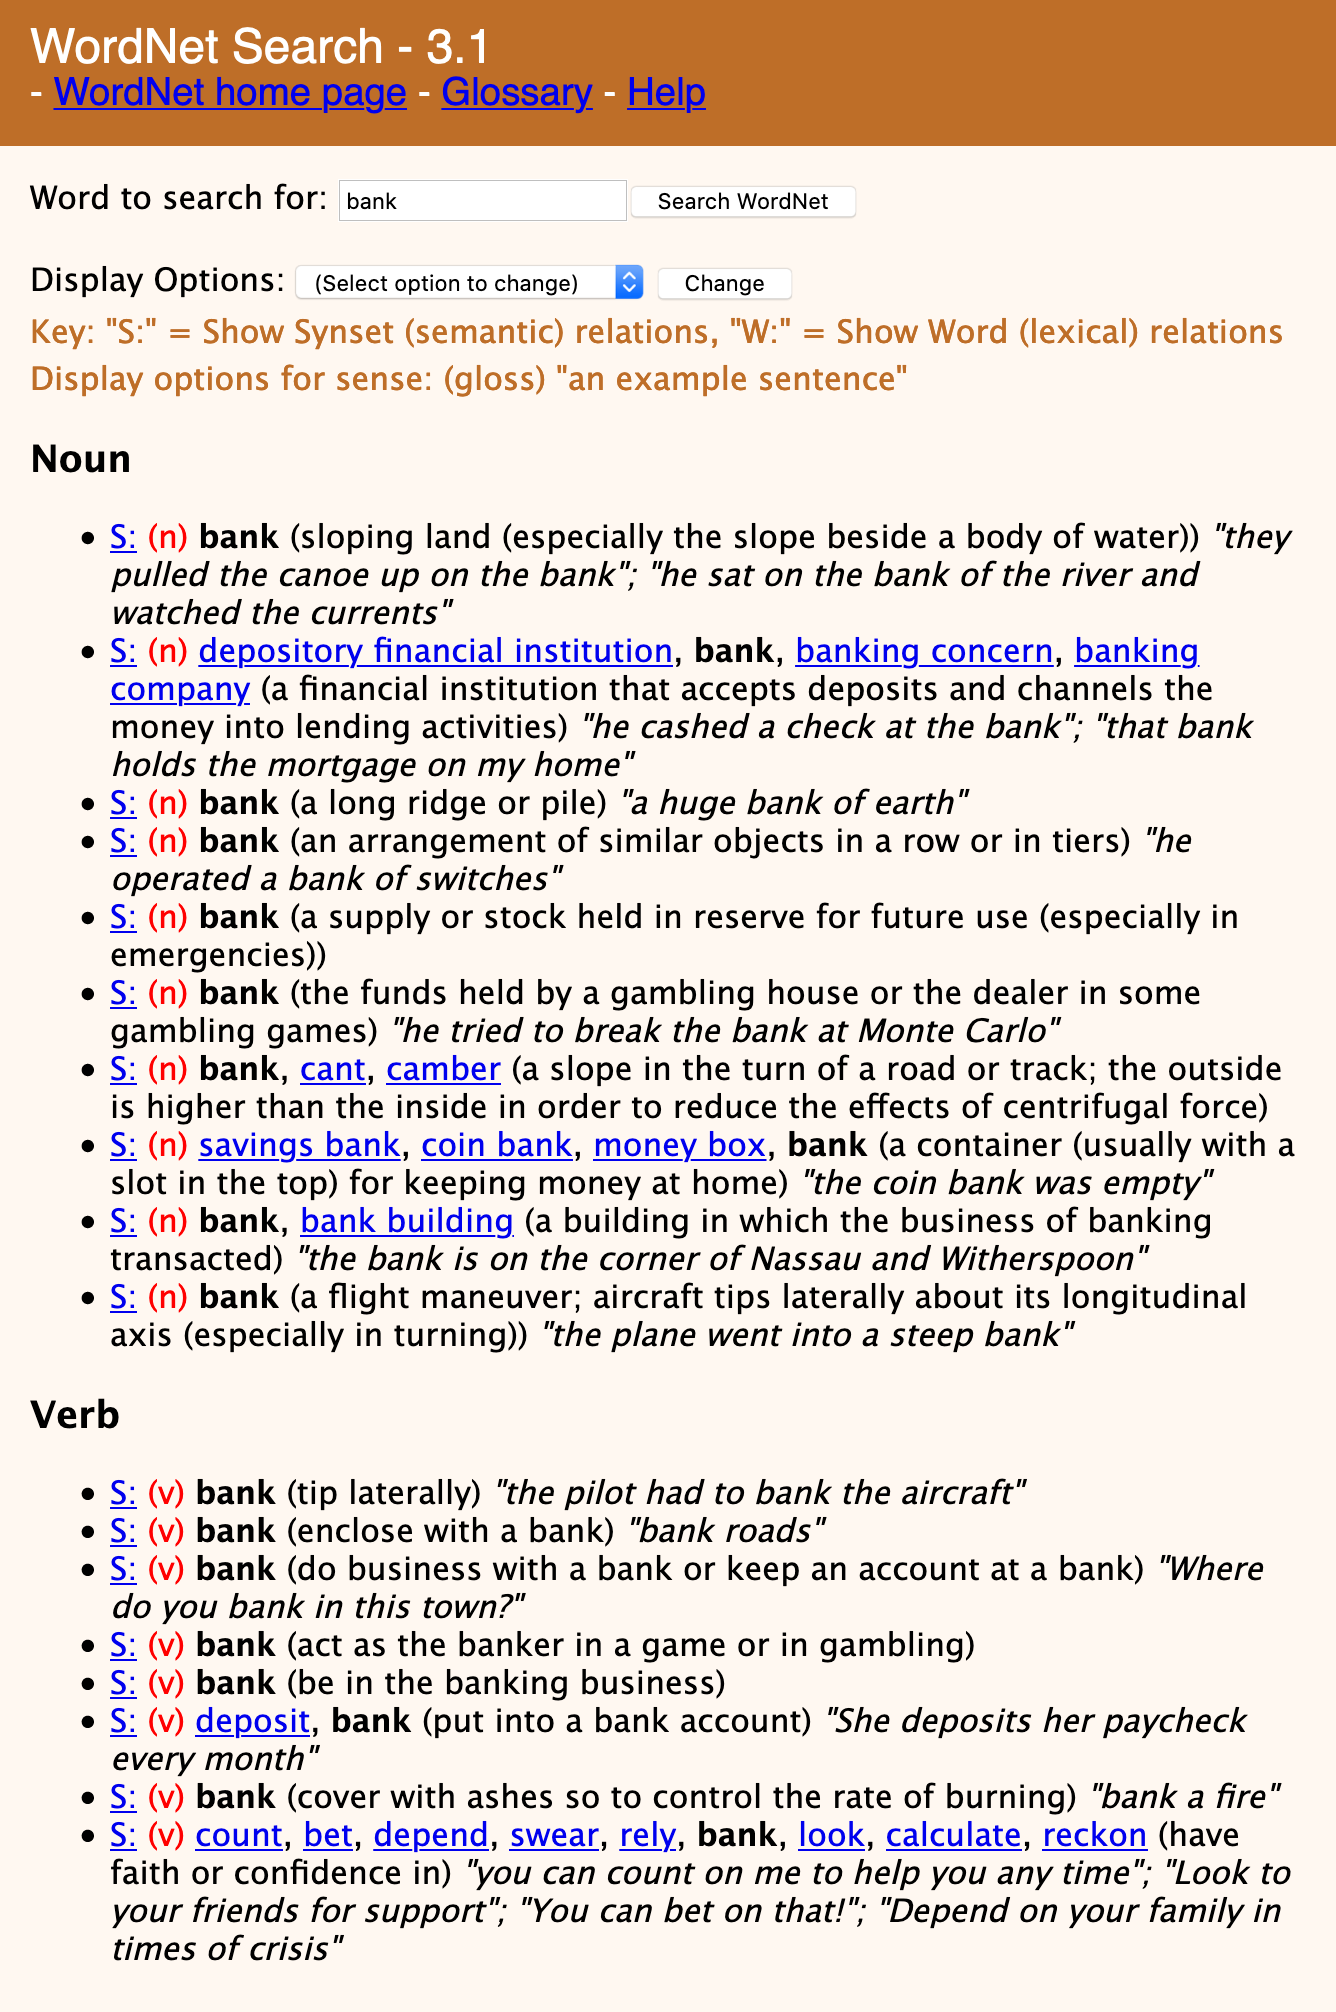 WordNet Search - 3.1
- WordNet home page - Glossary - Help
Word to search for: bank Search WordNet
Display Options: (Select option to change) Change
Key: "S:" = Show Synset (semantic) relations, "W:" = Show Word (lexical) relations
Display options for sense: (gloss) "an example sentence"
Noun
• S: (n) bank (sloping land (especially the slope beside a body of water)) "they
pulled the canoe up on the bank"; "he sat on the bank of the river and
watched the currents"
• S: (n) depository financial institution, bank, banking concern, banking
company (a financial institution that accepts deposits and channels the
money into lending activities) "he cashed a check at the bank"; "that bank
holds the mortgage on my home"
• S: (n) bank (a long ridge or pile) "a huge bank of earth"
• S: (n) bank (an arrangement of similar objects in a row or in tiers) "he
operated a bank of switches"
• S: (n) bank (a supply or stock held in reserve for future use (especially in
emergencies))
• S: (n) bank (the funds held by a gambling house or the dealer in some
gambling games) "he tried to break the bank at Monte Carlo"
• S: (n) bank, cant, camber (a slope in the turn of a road or track; the outside
is higher than the inside in order to reduce the effects of centrifugal force)
• S: (n) savings bank, coin bank, money box, bank (a container (usually with a
slot in the top) for keeping money at home) "the coin bank was empty"
• S: (n) bank, bank building (a building in which the business of banking
transacted) "the bank is on the corner of Nassau and Witherspoon"
• S: (n) bank (a flight maneuver; aircraft tips laterally about its longitudinal
axis (especially in turning)) "the plane went into a steep bank"
Verb
• S: (v) bank (tip laterally) "the pilot had to bank the aircraft"
• S: (v) bank (enclose with a bank) "bank roads"
• S: (v) bank (do business with a bank or keep an account at a bank) "Where
do you bank in this town?"
• S: (v) bank (act as the banker in a game or in gambling)
• S: (v) bank (be in the banking business)
• S: (v) deposit, bank (put into a bank account) "She deposits her paycheck
every month"
• S: (v) bank (cover with ashes so to control the rate of burning) "bank a fire"
• S: (v) count, bet, depend, swear, rely, bank, look, calculate, reckon (have
faith or confidence in) "you can count on me to help you any time"; "Look to
your friends for support"; "You can bet on that!"; "Depend on your family in
times of crisis"